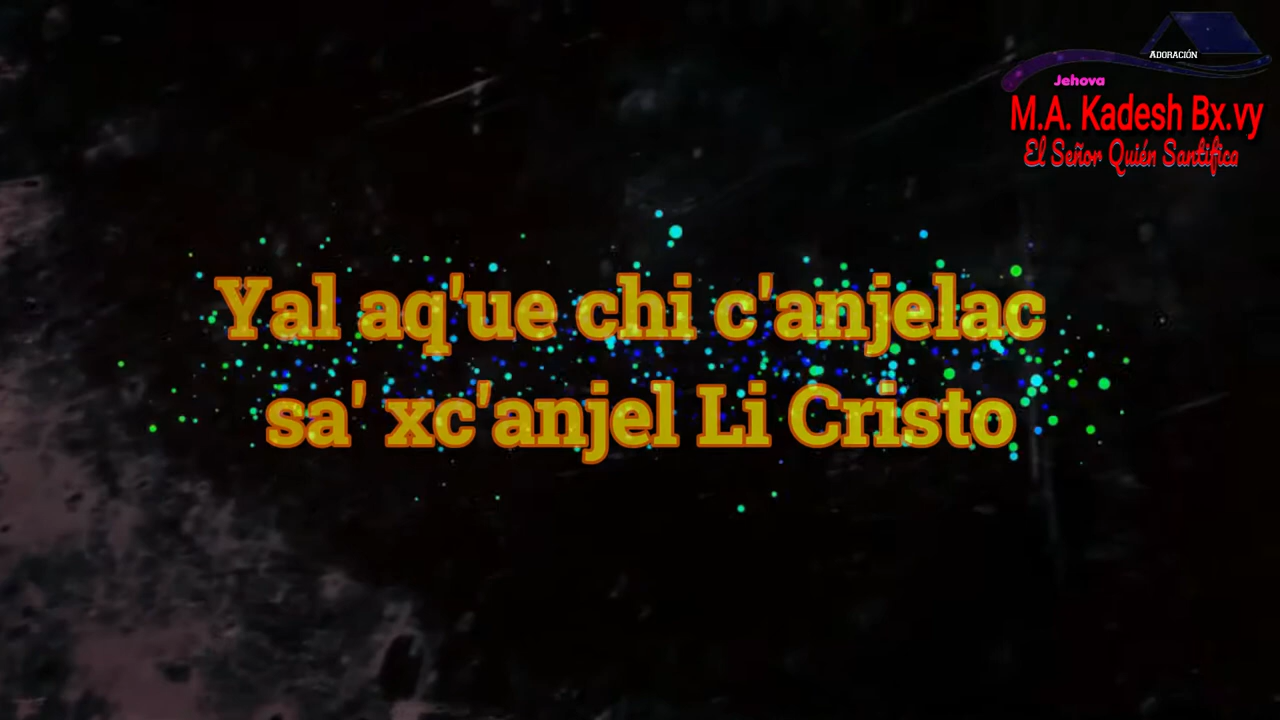 ADORACIÓN
Jehova
M.A. Kadesh Bx.vy
El Señor Quién Santifica
Yal aq'ue chi c'anjelac
sa' xc'anjel Li Cristo